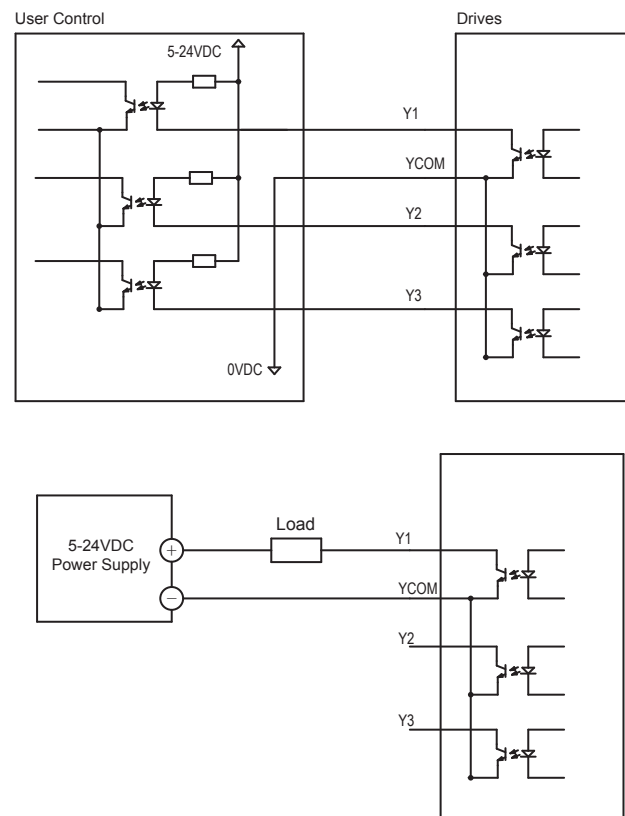 User Control
Drives
5-24VDC
Y1
YCOM
Y2
Y3
0VDC
Load
5-24VDC
Power Supply
Y1
YCOM
Y2
Y3